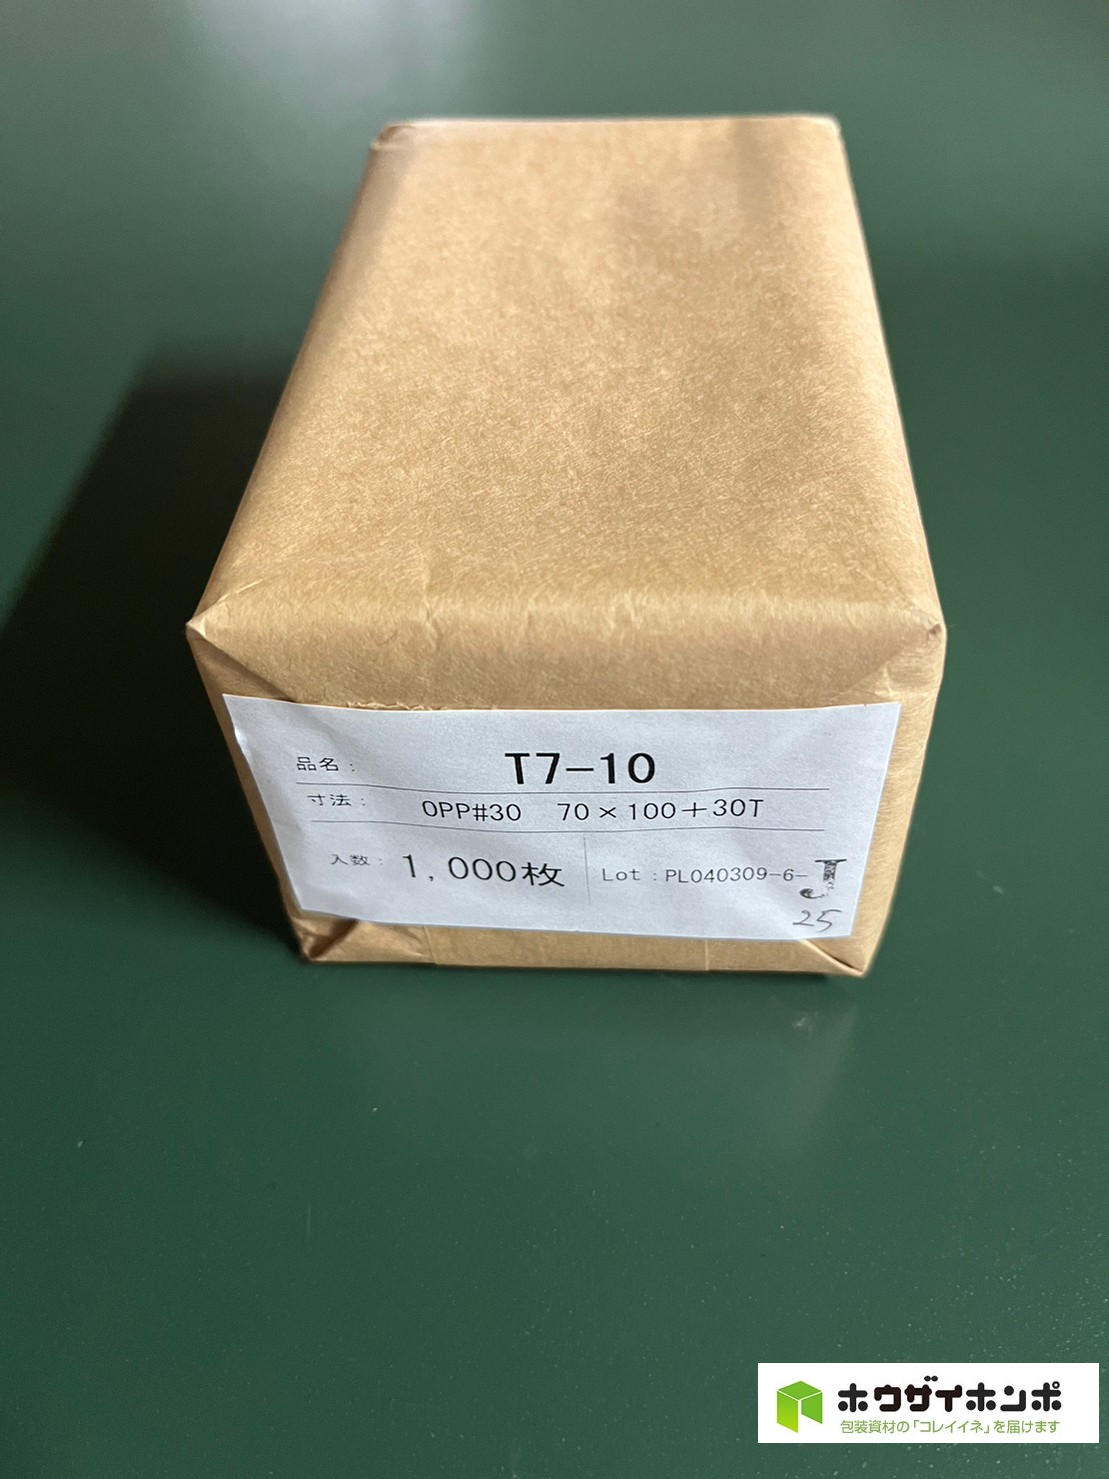 品名： T7-10
寸法： OPP#30 70×100＋30T
入数： 1,000枚 Lot：PL040309-6-J
25
ホウザイホンポ
包装資材の「コレイイネ」を届けます